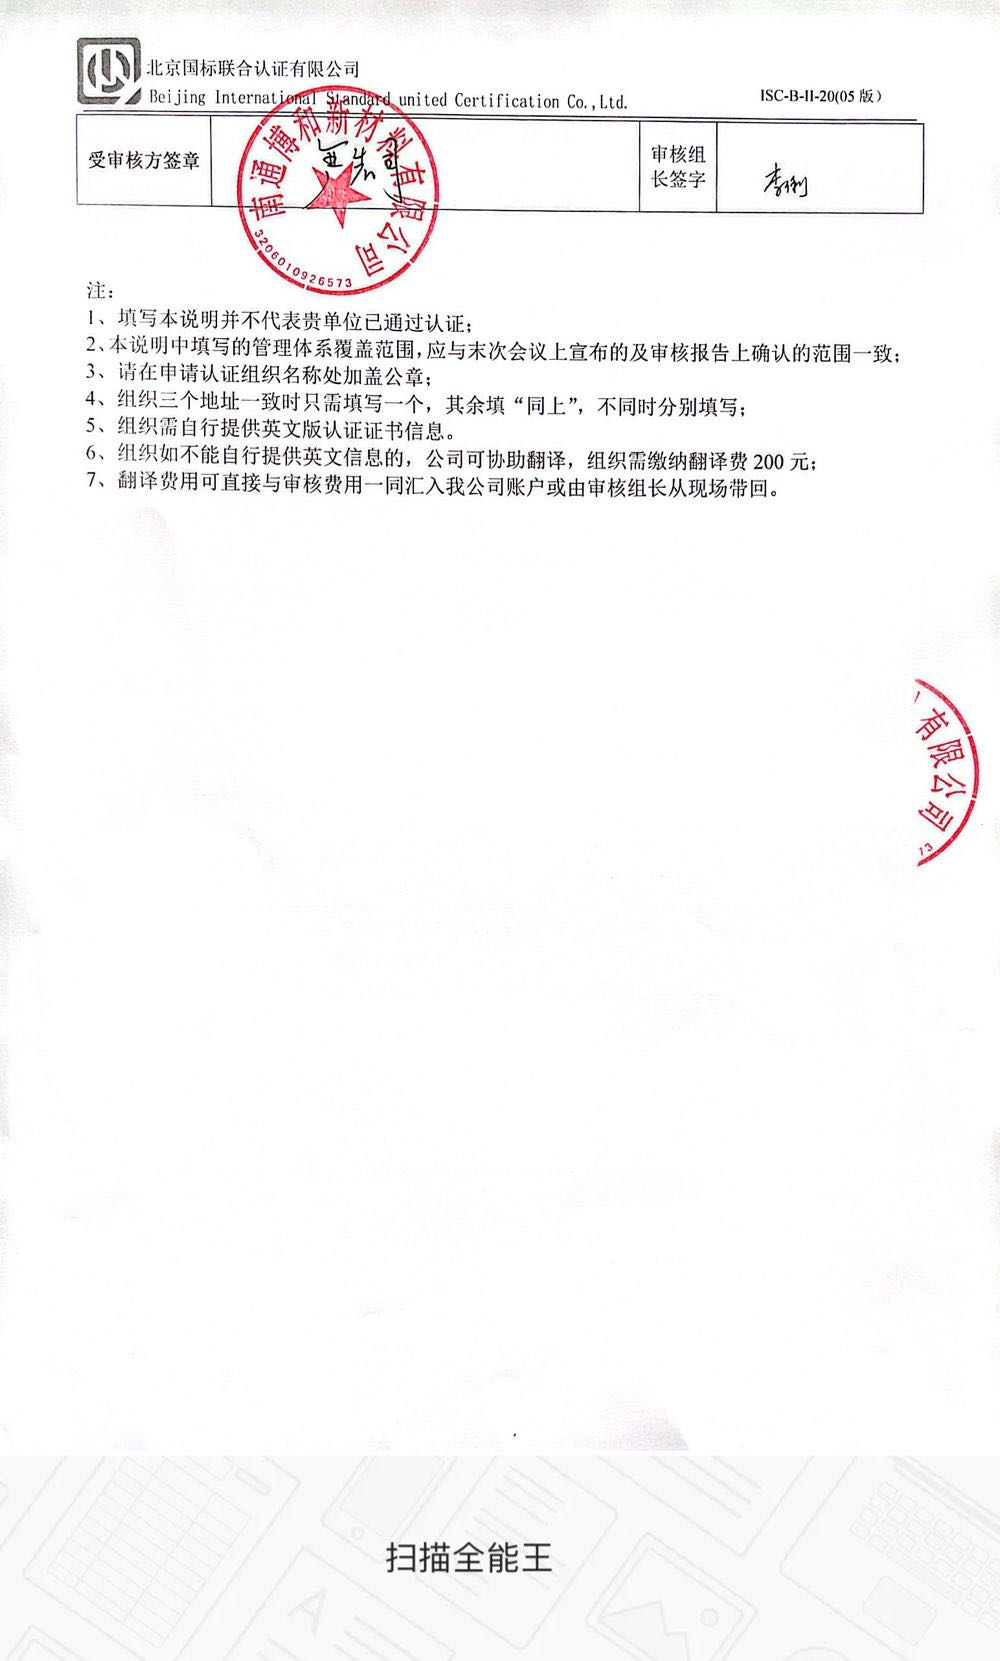 北京国标联合认证有限公司
Beijing International Standard united Certification Co.,Ltd.
ISC-B-II-20(05 版)
受审核方签章
南通博和新材料有限公司
3206010926573
审核组
长签字
注：
1、填写本说明并不代表贵单位已通过认证；
2、本说明中填写的管理体系覆盖范围，应与末次会议上宣布的及审核报告上确认的范围一致；
3、请在申请认证组织名称处加盖公章；
4、组织三个地址一致时只需填写一个，其余填“同上”，不同时分别填写；
5、组织需自行提供英文版认证证书信息。
6、组织如不能自行提供英文信息的，公司可协助翻译，组织需缴纳翻译费 200 元；
7、翻译费用可直接与审核费用一同汇入我公司账户或由审核组长从现场带回。
有限公司
73
扫描全能王